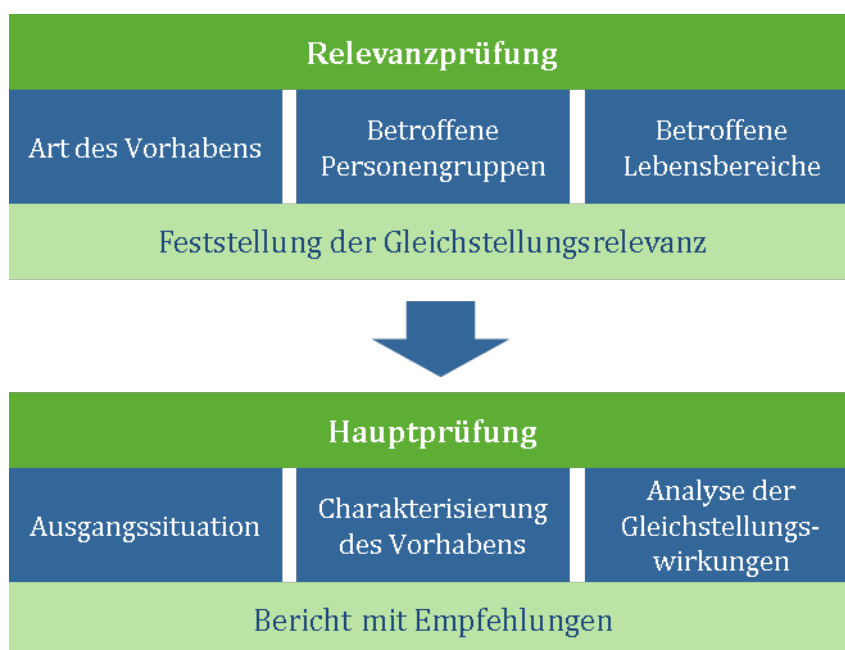 Relevanzprüfung
Art des Vorhabens
Betroffene
Personengruppen
Betroffene
Lebensbereiche
Feststellung der Gleichstellungsrelevanz
Hauptprüfung
Ausgangssituation
Charakterisierung
des Vorhabens
Analyse der
Gleichstellungs-
wirkungen
Bericht mit Empfehlungen